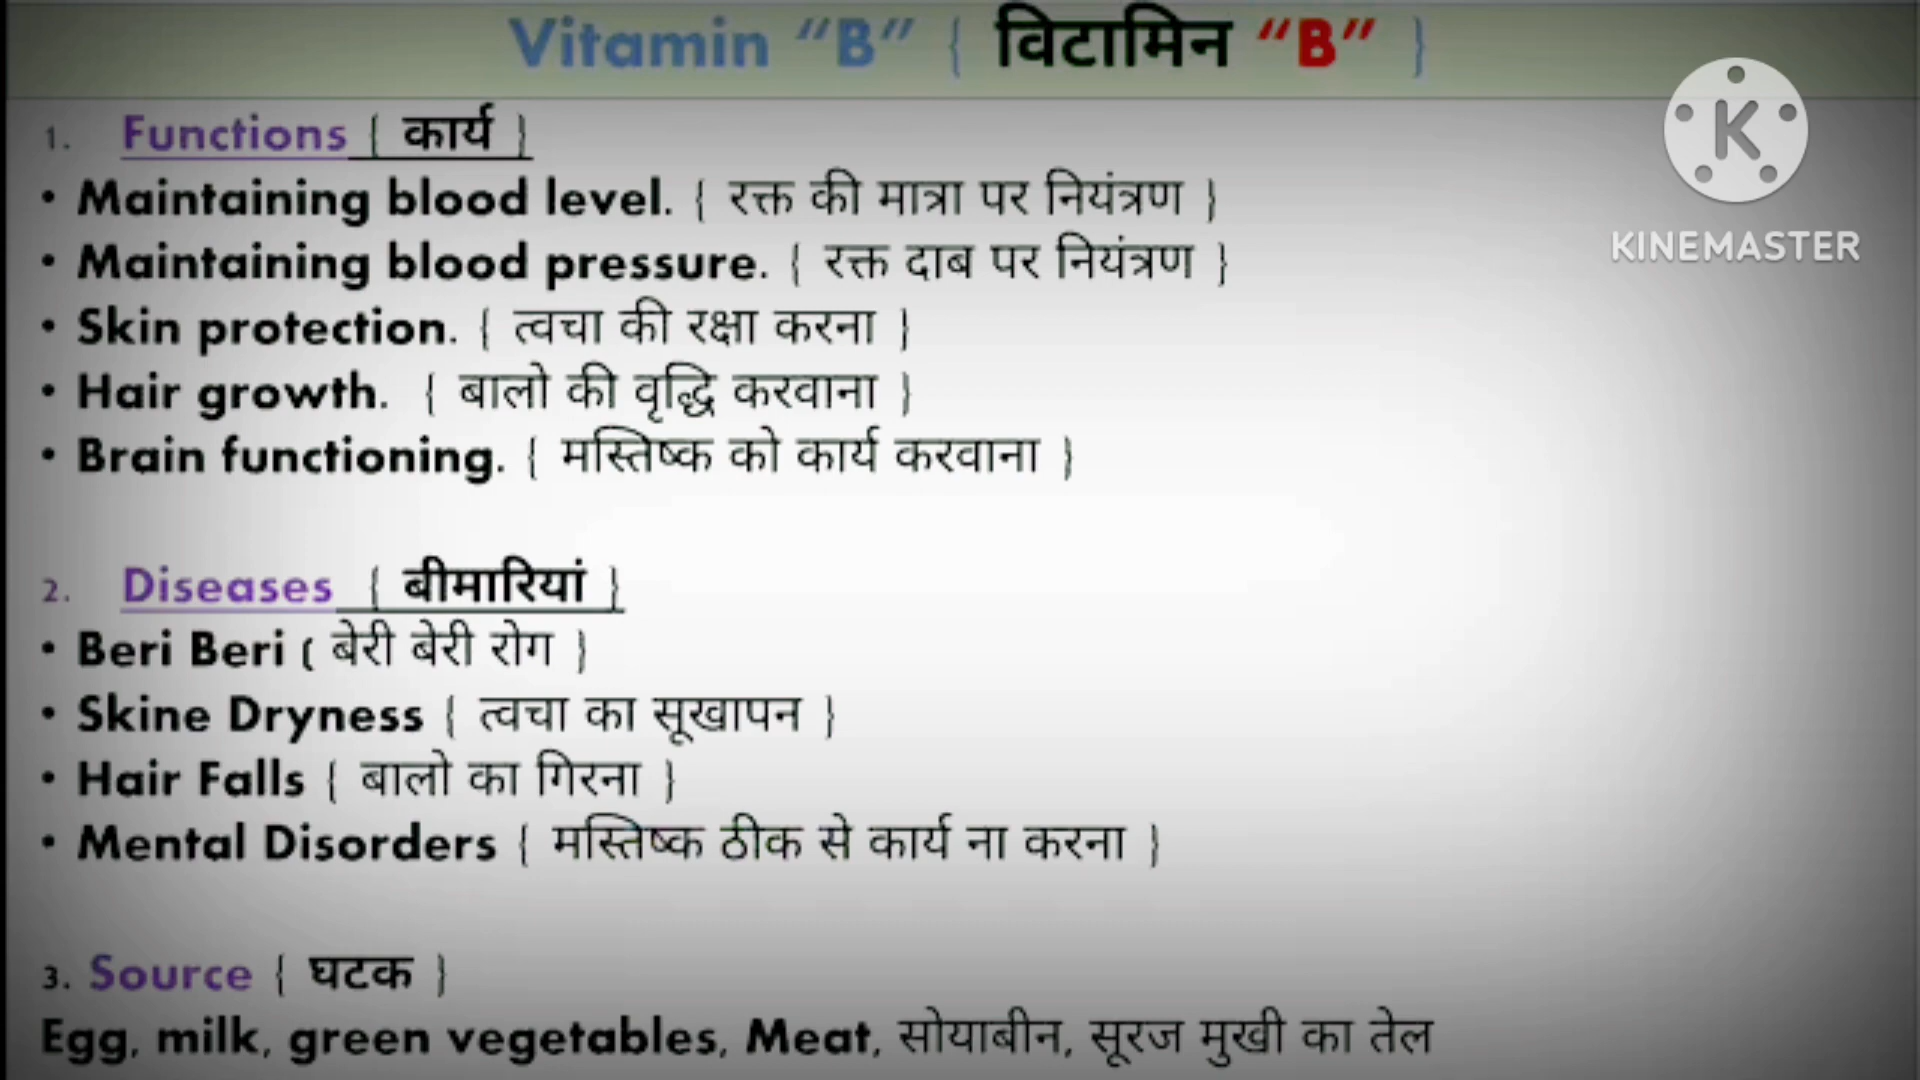 Vitamin “B” { विटामिन “B” }
KINEMASTER
1. Functions { कार्य }
• Maintaining blood level. { रक्त की मात्रा पर नियंत्रण }
• Maintaining blood pressure. { रक्त दाब पर नियंत्रण }
• Skin protection. { त्वचा की रक्षा करना }
• Hair growth. { बालो की वृद्धि करवाना }
• Brain functioning. { मस्तिष्क को कार्य करवाना }
2. Diseases { बीमारियां }
• Beri Beri ( बेरी बेरी रोग }
• Skine Dryness { त्वचा का सूखापन }
• Hair Falls { बालो का गिरना }
• Mental Disorders { मस्तिष्क ठीक से कार्य ना करना }
3. Source { घटक }
Egg, milk, green vegetables, Meat, सोयाबीन, सूरज मुखी का तेल